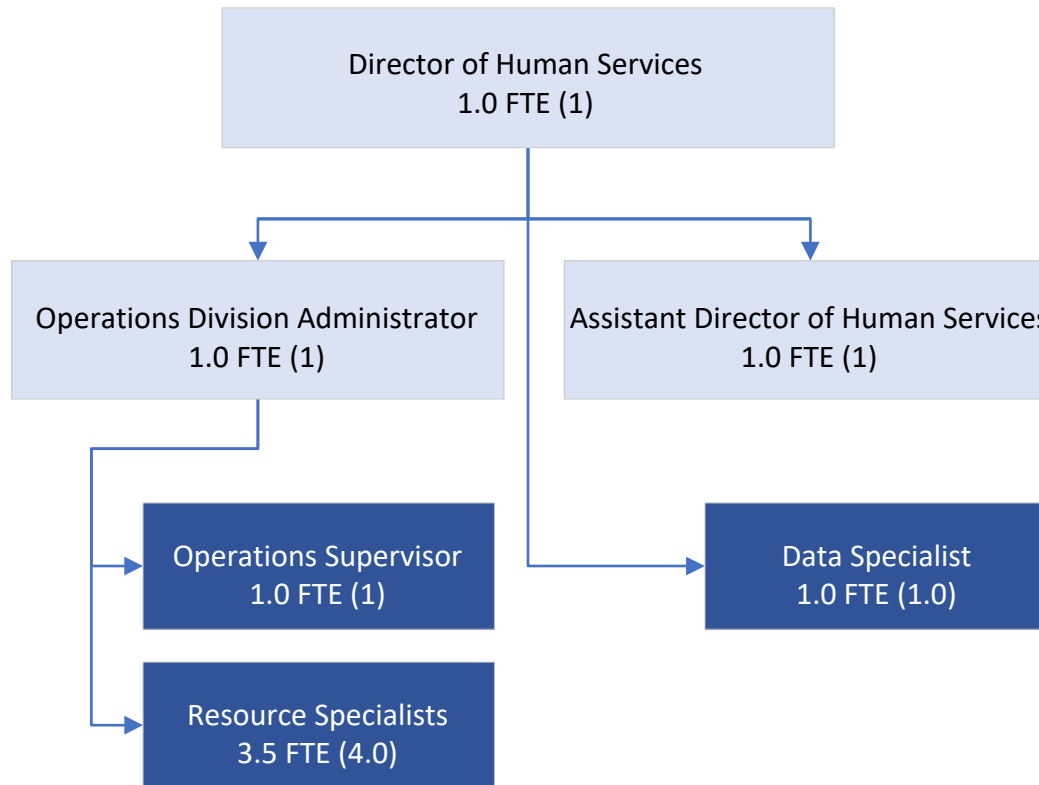 Director of Human Services
1.0 FTE (1)
Operations Division Administrator
1.0 FTE (1)
Assistant Director of Human Services
1.0 FTE (1)
Operations Supervisor
1.0 FTE (1)
Data Specialist
1.0 FTE (1.0)
Resource Specialists
3.5 FTE (4.0)